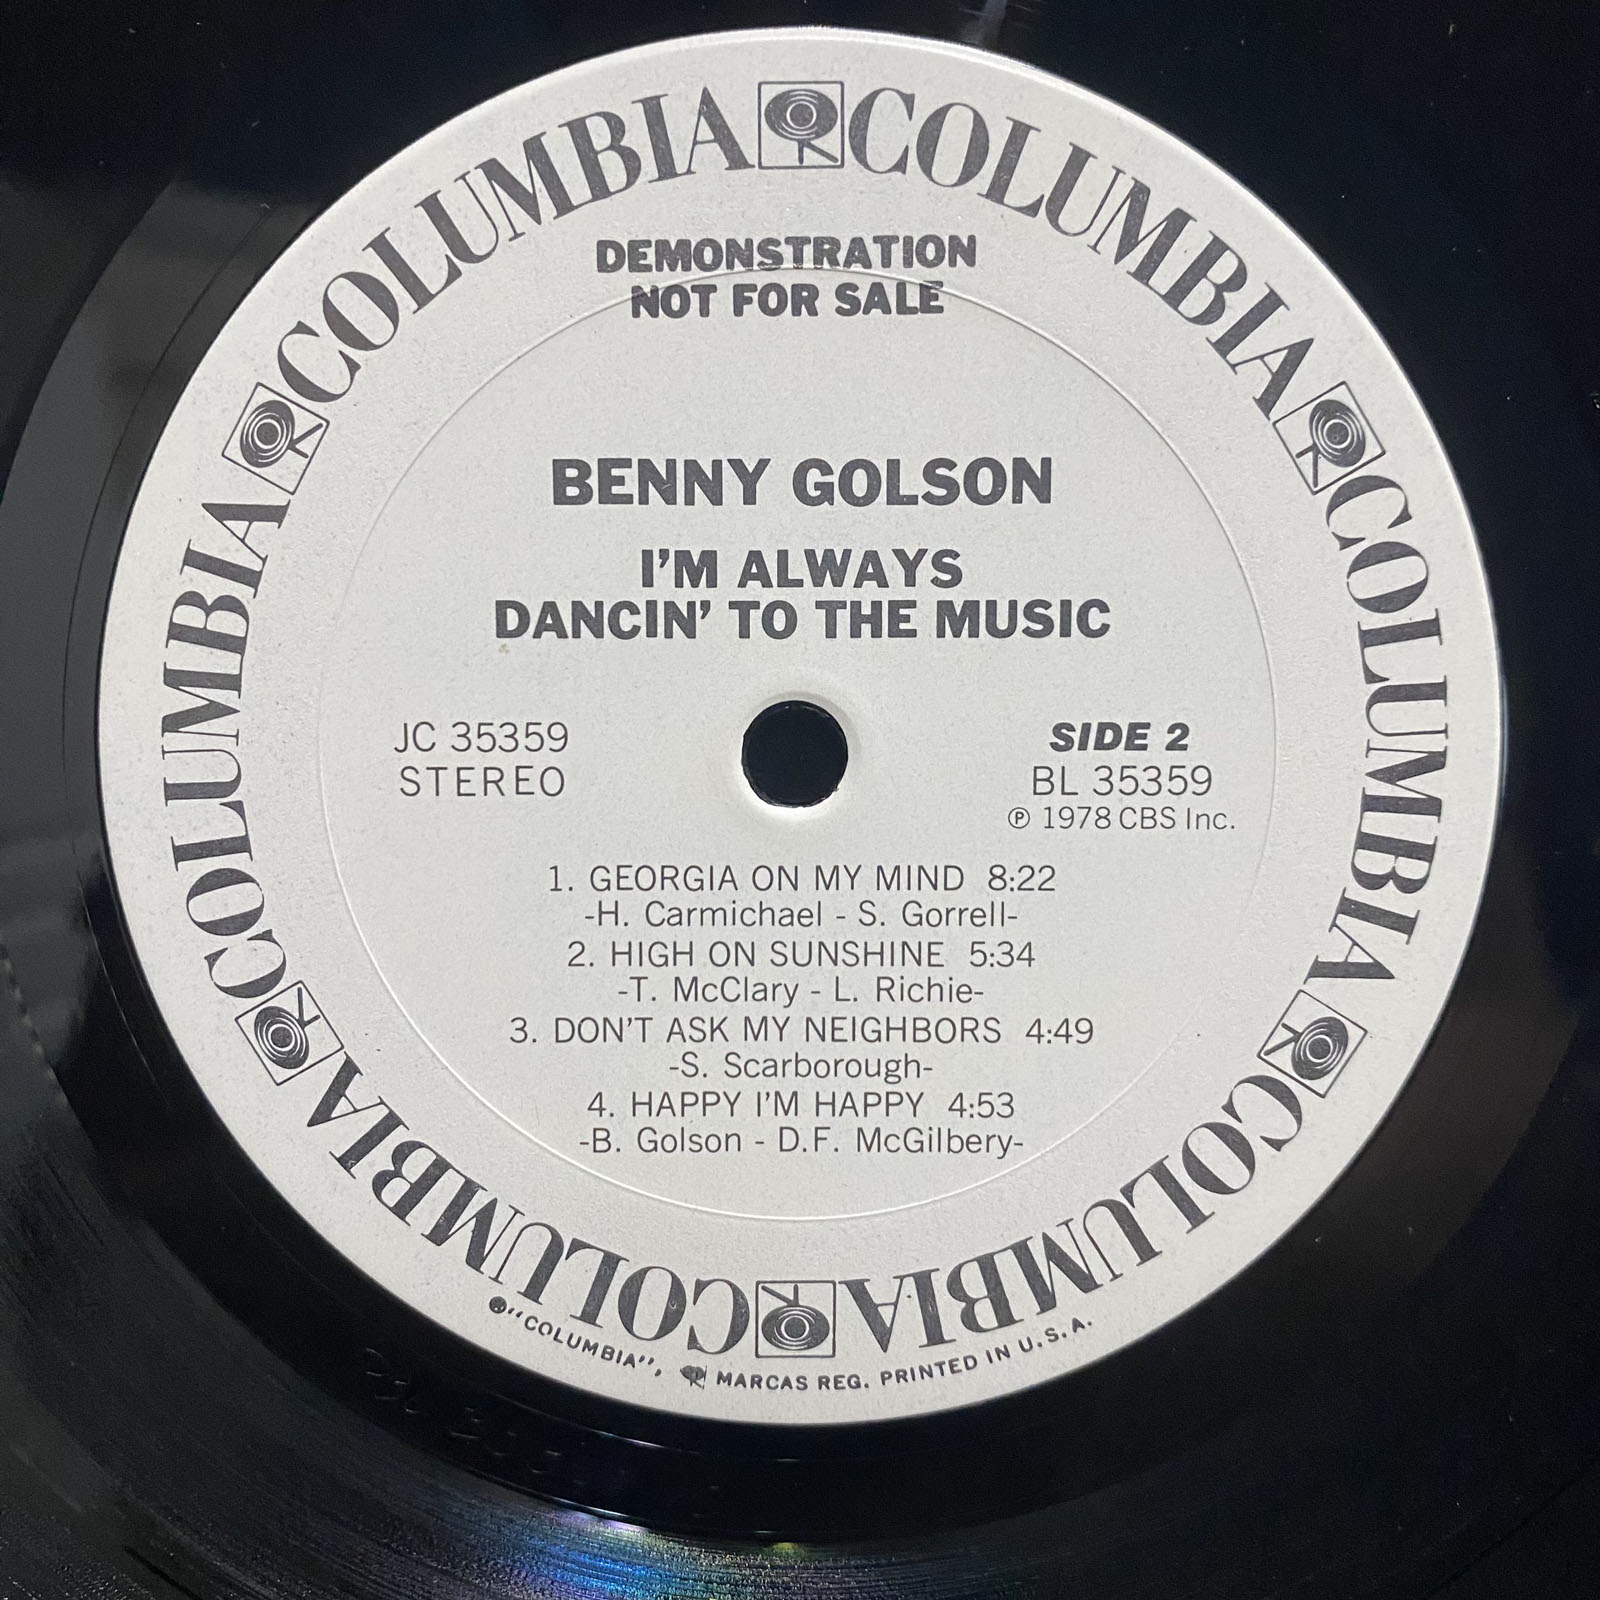 COLUMBIA COLUMBIA COLUMBIA COLUMBIA COLUMBIA COLUMBIA
DEMONSTRATION
NOT FOR SALE
BENNY GOLSON
I'M ALWAYS
DANCIN' TO THE MUSIC
JC 35359
STEREO
SIDE 2
BL 35359
℗ 1978 CBS Inc.
1. GEORGIA ON MY MIND 8:22
-H. Carmichael - S. Gorrell-
2. HIGH ON SUNSHINE 5:34
-T. McClary - L. Richie-
3. DON'T ASK MY NEIGHBORS 4:49
-S. Scarborough-
4. HAPPY I'M HAPPY 4:53
-B. Golson - D.F. McGilbery-
"COLUMBIA", MARCAS REG. PRINTED IN U.S.A.